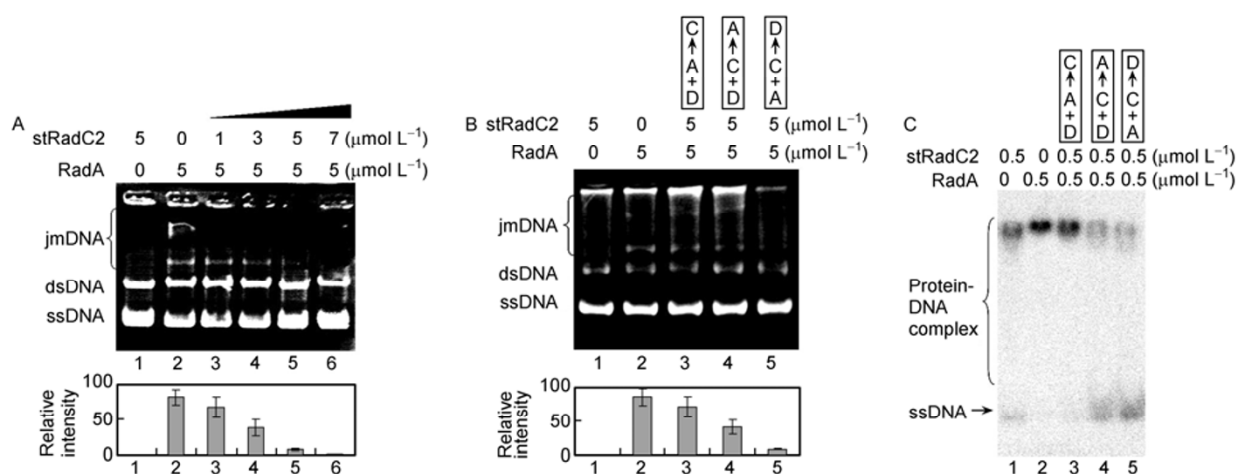 A
stRadC2 5 0 1 3 5 7 (μmol L⁻¹)
RadA 0 5 5 5 5 5 (μmol L⁻¹)
jmDNA
dsDNA
ssDNA
1 2 3 4 5 6
Relative intensity
100
50
0
1 2 3 4 5 6
C←A+D
A←C+D
D←C+A
B
stRadC2 5 0 5 5 5 (μmol L⁻¹)
RadA 0 5 5 5 5 (μmol L⁻¹)
jmDNA
dsDNA
ssDNA
1 2 3 4 5
Relative intensity
100
50
0
1 2 3 4 5
C←A+D
A←C+D
D←C+A
C
stRadC2 0.5 0 0.5 0.5 0.5 (μmol L⁻¹)
RadA 0 0.5 0.5 0.5 0.5 (μmol L⁻¹)
Protein-
DNA
complex
ssDNA →
1 2 3 4 5